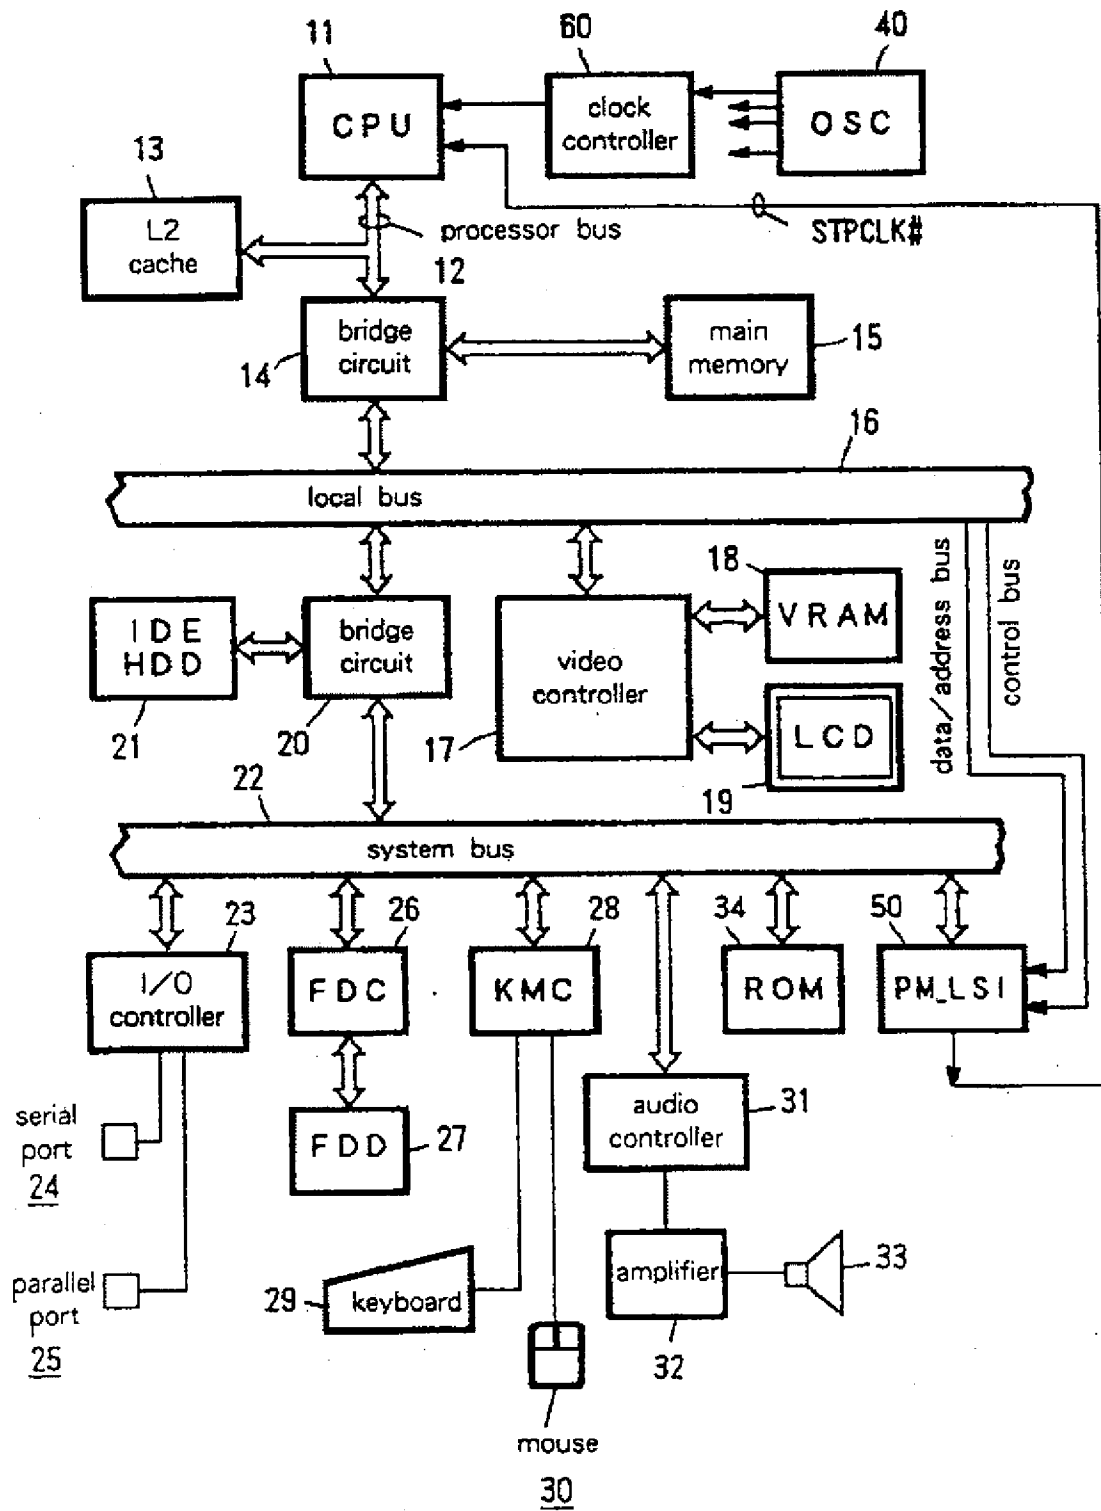 11
60
40
CPU
clock
controller
OSC
13
L2
cache
processor bus
12
STPCLK#
bridge
circuit
14
main
memory
15
16
local bus
data/address bus
control bus
18
VRAM
IDE
HDD
21
bridge
circuit
20
video
controller
17
LCD
19
22
system bus
23
I/O
controller
26
FDC
28
KMC
34
ROM
50
PM_LSI
serial
port
24
FDD
27
audio
controller
31
parallel
port
25
29
keyboard
amplifier
33
32
mouse
30